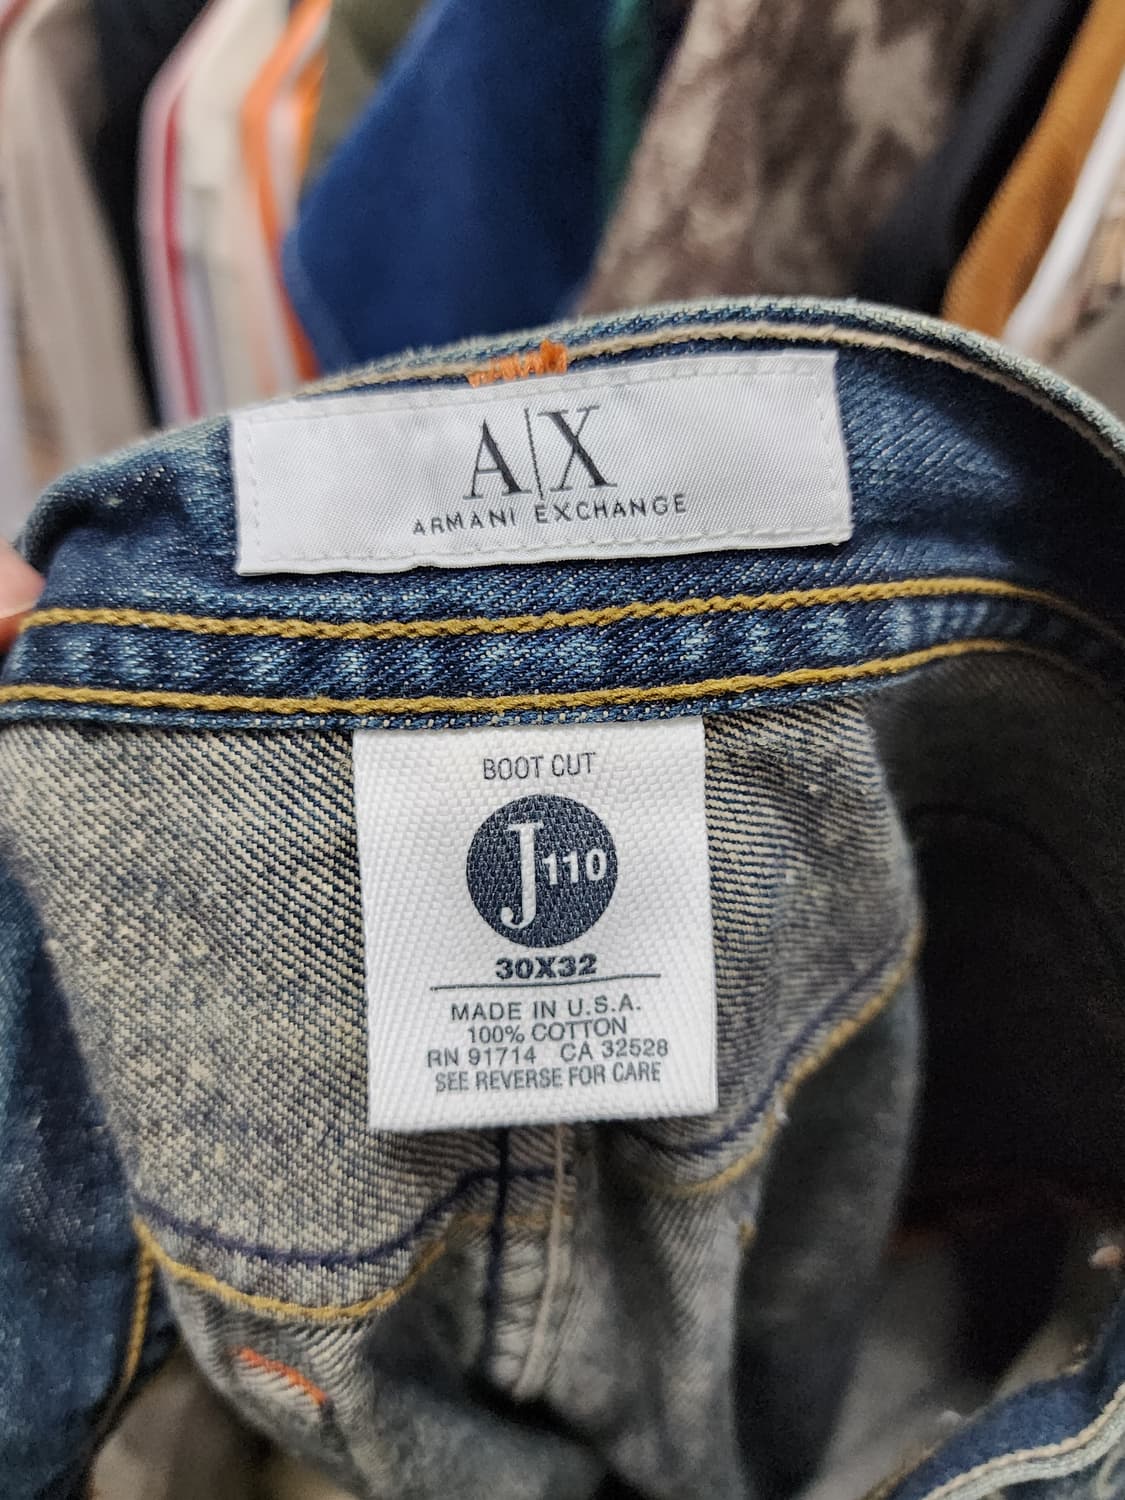 A|X
ARMANI EXCHANGE
BOOT CUT
J110
30X32
MADE IN U.S.A.
100% COTTON
RN 91714 CA 32528
SEE REVERSE FOR CARE